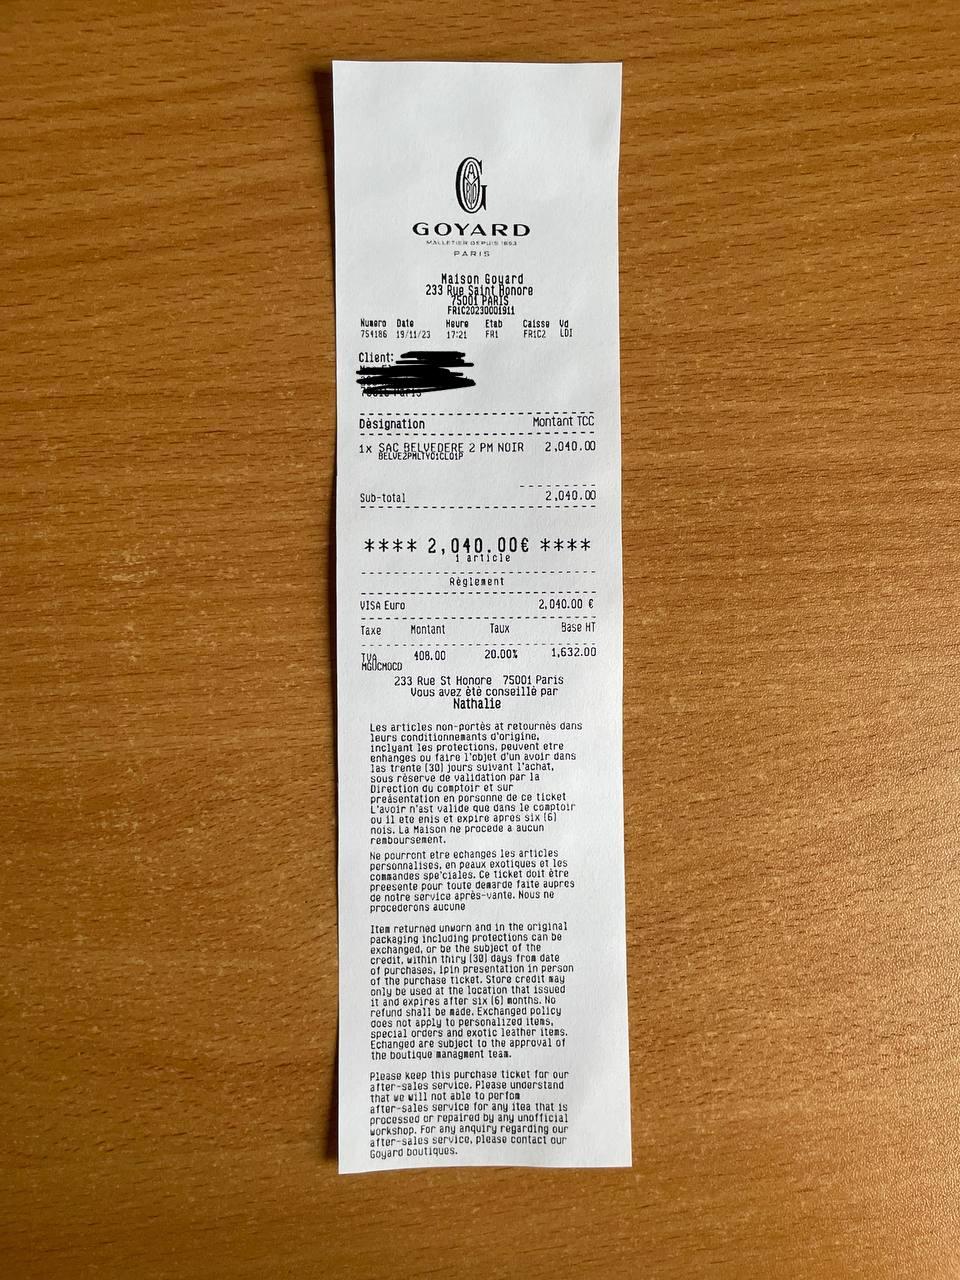 GOYARD
MALLETIER DEPUIS 1853
PARIS
Maison Goyard
233 Rue Saint Honore
75001 PARIS
FR1C20230001911
Numero Date Heure Etab Caisse Vd
754186 19/11/23 17:21 FR1 FR1C2 LDI
Client:
Dèsignation Montant TCC
1x SAC BELVEDERE 2 PM NOIR 2,040.00
BELVE2PMLTY01CL01P
Sub-total 2,040.00
**** 2,040.00€ ****
1 article
Règlement
VISA Euro 2,040.00 €
Taxe Montant Taux Base HT
TVA 408.00 20.00% 1,632.00
MGUCMOCD
233 Rue St Honore 75001 Paris
Vous avez ètè conseillè par
Nathalie
Les articles non-portès at retournès dans
leurs conditionnemants d'origine,
inclyant les protections, peuvent etre
enhanges ou faire l'objet d'un avoir dans
las trente (30) jours suivant l'achat,
sous rèserve de validation par la
Direction du comptoir et sur
preàsentation en porsonne de ce ticket
L'avoir n'ast valide que dans le comptoir
ou il ete enis et expire apres six (6)
nois. La Maison ne procede a aucun
remboursement.
Ne pourront etre echanges les articles
personnalises, en peaux exotiques et les
commandes spe'ciales. Ce ticket doit être
preesente pour toute demarde faite aupres
de notre service après-vante. Nous ne
procederons aucune
Item returned unworn and in the original
packaging including protections can be
exchanged, or be the subject of the
credit, within thiry (30) days from date
of purchases, Ipin presentation in person
of the purchase ticket. Store credit may
only be used at the location that issued
it and expires after six (6) months. No
refund shall be made. Exchanged policy
does not apply to personalized items,
special orders and exotic leather items.
Echanged are subject to the approval of
the boutique managment team.
Please keep this purchase ticket for our
after-sales service. Please understand
that we will not able to perfom
after-sales service for any itea that is
processed or repaired by any unofficial
workshop. For any anquiry regarding our
after-sales service, please contact our
Goyard boutiques.